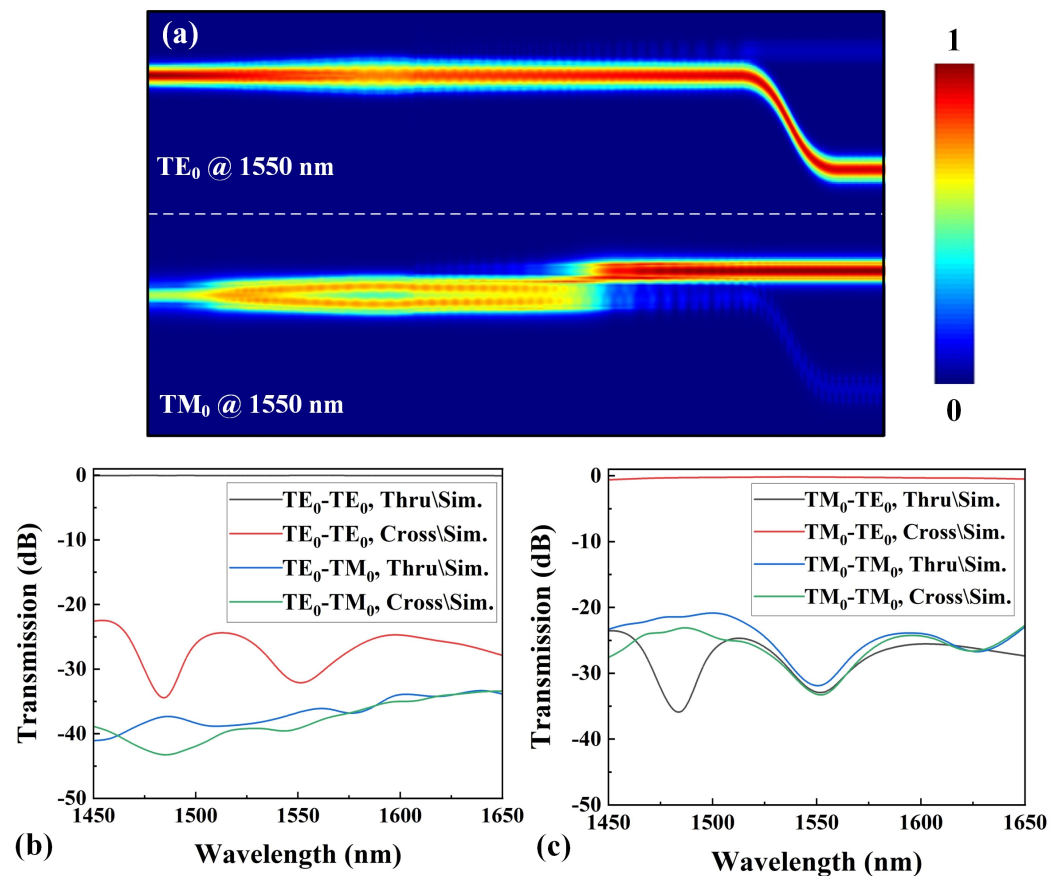 (a)
1
TE₀ @ 1550 nm
TM₀ @ 1550 nm
0
0
-10
-20
-30
-40
-50
Transmission (dB)
TE₀-TE₀, Thru\Sim.
TE₀-TE₀, Cross\Sim.
TE₀-TM₀, Thru\Sim.
TE₀-TM₀, Cross\Sim.
1450 1500 1550 1600 1650
(b)
Wavelength (nm)
0
-10
-20
-30
-40
-50
Transmission (dB)
TM₀-TE₀, Thru\Sim.
TM₀-TE₀, Cross\Sim.
TM₀-TM₀, Thru\Sim.
TM₀-TM₀, Cross\Sim.
1450 1500 1550 1600 1650
(c)
Wavelength (nm)